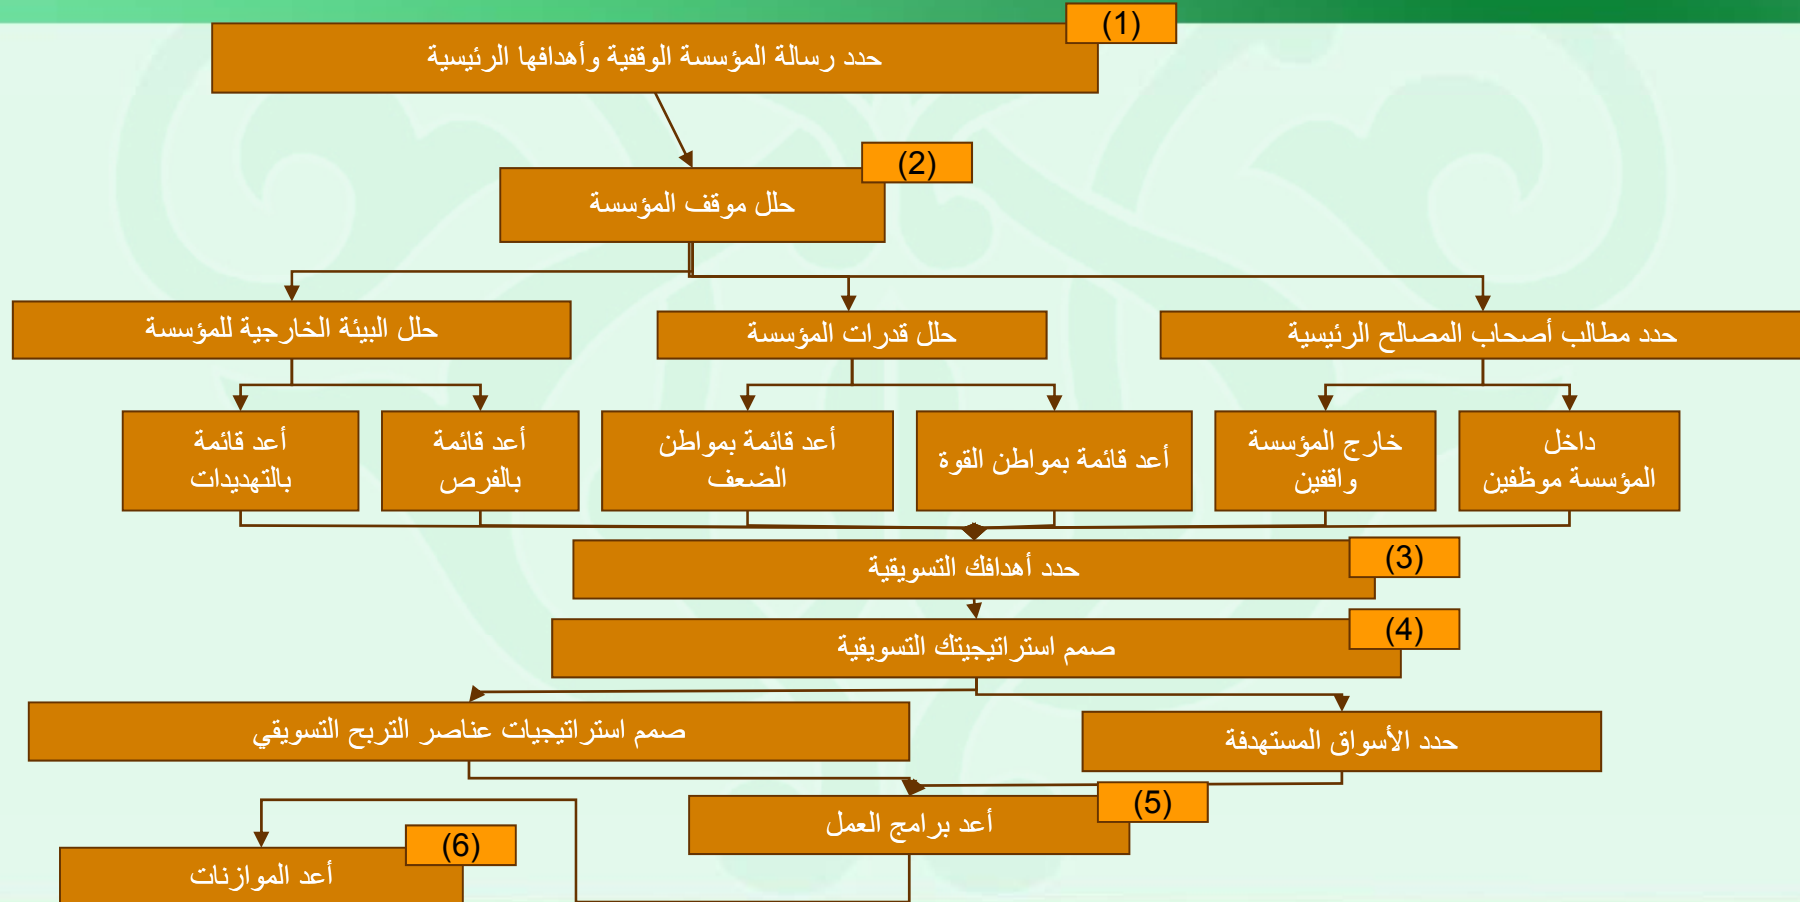 (1)
حدد رسالة المؤسسة الوقفية وأهدافها الرئيسية
(2)
حلل موقف المؤسسة
حدد مطالب أصحاب المصالح الرئيسية
حلل قدرات المؤسسة
حلل البيئة الخارجية للمؤسسة
داخل
المؤسسة موظفين
خارج المؤسسة
واقفين
أعد قائمة بمواطن القوة
أعد قائمة بمواطن
الضعف
أعد قائمة
بالفرص
أعد قائمة
بالتهديدات
(3)
حدد أهدافك التسويقية
(4)
صمم استراتيجيتك التسويقية
حدد الأسواق المستهدفة
صمم استراتيجيات عناصر التربح التسويقي
(5)
أعد برامج العمل
(6)
أعد الموازنات